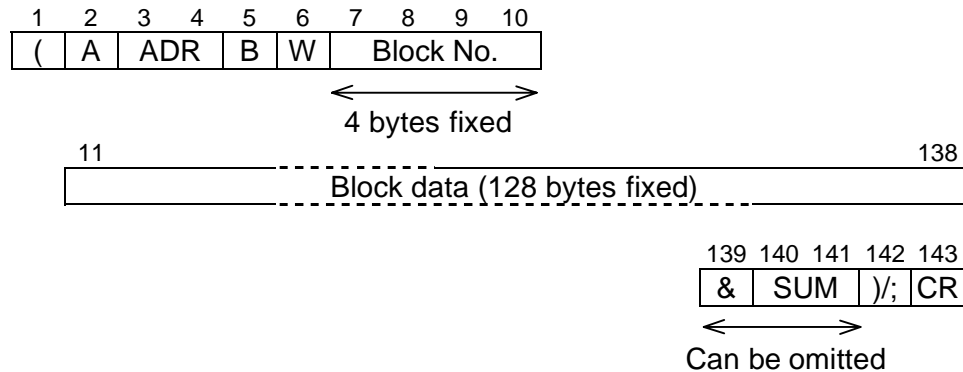 1 2 3 4 5 6 7 8 9 10
( A ADR B W Block No.
4 bytes fixed
11 138
Block data (128 bytes fixed)
139 140 141 142 143
& SUM )/; CR
Can be omitted